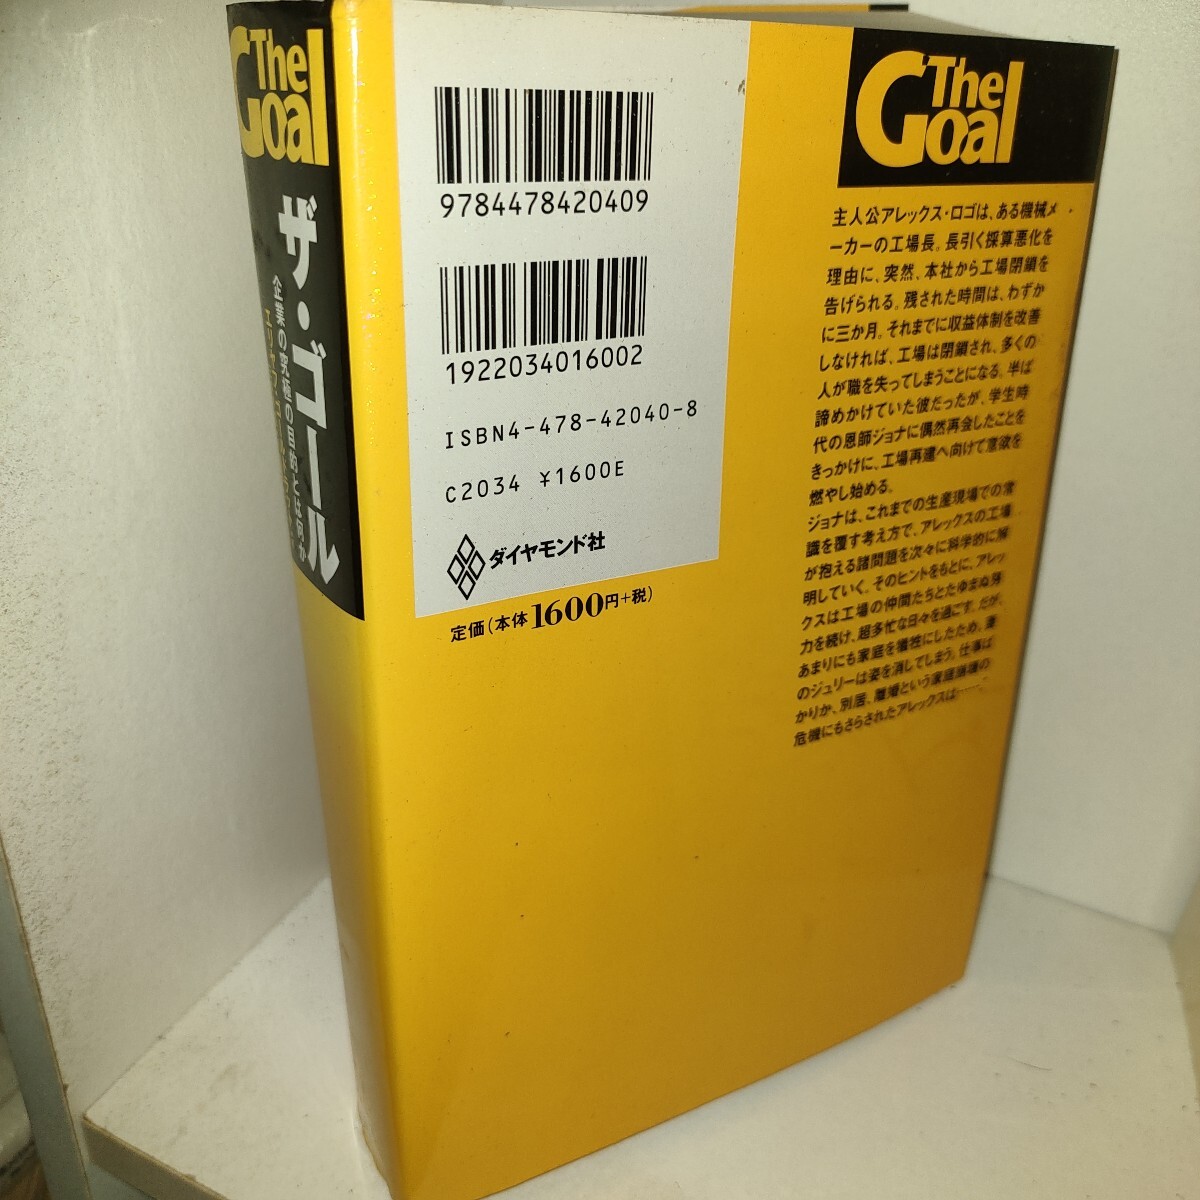 The
Goal
ザ・ゴール
企業の究極の目的とは何か
9784478420409
1922034016002
ISBN4-478-42040-8
C2034 ¥1600E
ダイヤモンド社
定価(本体1600円+税)
The
Goal
主人公アレックス・ロゴは、ある機械メ
ーカーの工場長。長引く採算悪化を
理由に、突然、本社から工場閉鎖を
告げられる。残された時間は、わずか
に三か月。それまでに収益体制を改善
しなければ、工場は閉鎖され、多くの
人が職を失ってしまうことになる。半ば
諦めかけていた彼だったが、学生時
代の恩師ジョナに偶然再会したことを
きっかけに、工場再建へ向けて意欲を
燃やし始める。
ジョナは、これまでの生産現場での常
識を覆す考え方で、アレックスの工場
が抱える諸問題を次々に科学的に解
明していく。そのヒントをもとに、アレッ
クスは工場の仲間たちとたゆまぬ努
力を続け、超多忙な日々を過ごす。だが、
あまりにも家庭を犠牲にしたため、妻
のジュリーは姿を消してしまう。仕事ば
かりか、別居、離婚という家庭崩壊の
危機にもさらされたアレックスは……。